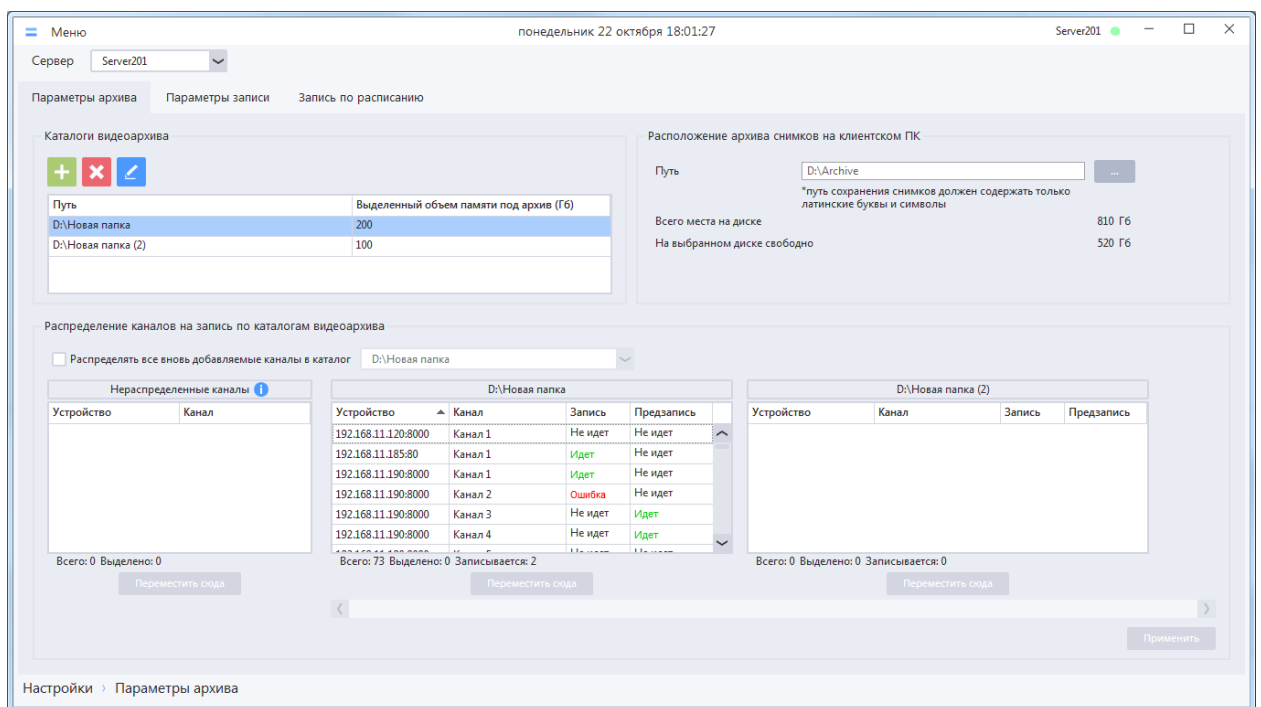 Меню
понедельник 22 октября 18:01:27
Server201
Сервер Server201
Параметры архива Параметры записи Запись по расписанию
Каталоги видеоархива
Путь Выделенный объем памяти под архив (Гб)
D:\Новая папка 200
D:\Новая папка (2) 100
Расположение архива снимков на клиентском ПК
Путь D:\Archive ...
*путь сохранения снимков должен содержать только
латинские буквы и символы
Всего места на диске 810 Гб
На выбранном диске свободно 520 Гб
Распределение каналов на запись по каталогам видеоархива
Распределять все вновь добавляемые каналы в каталог D:\Новая папка
Нераспределенные каналы i
Устройство Канал
Всего: 0 Выделено: 0
Переместить сюда
D:\Новая папка
Устройство Канал Запись Предзапись
192.168.11.120:8000 Канал 1 Не идет Не идет
192.168.11.185:80 Канал 1 Идет Не идет
192.168.11.190:8000 Канал 1 Идет Не идет
192.168.11.190:8000 Канал 2 Ошибка Не идет
192.168.11.190:8000 Канал 3 Не идет Идет
192.168.11.190:8000 Канал 4 Не идет Идет
Всего: 73 Выделено: 0 Записывается: 2
Переместить сюда
D:\Новая папка (2)
Устройство Канал Запись Предзапись
Всего: 0 Выделено: 0 Записывается: 0
Переместить сюда
Применить
Настройки › Параметры архива